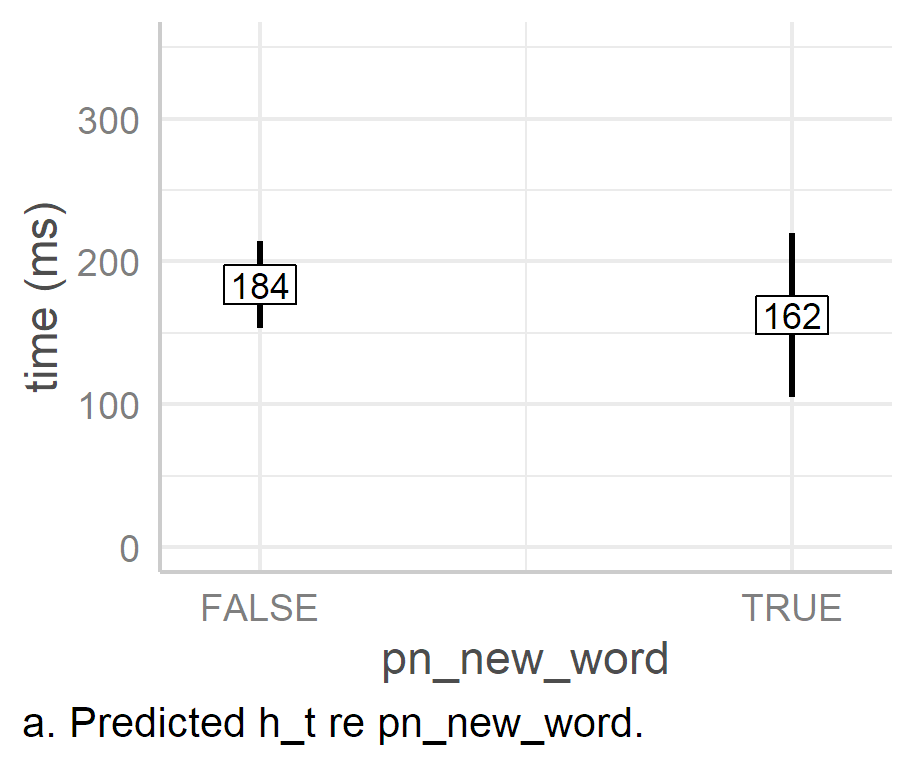 time (ms)
300
200
100
0
184
162
FALSE
TRUE
pn_new_word
a. Predicted h_t re pn_new_word.